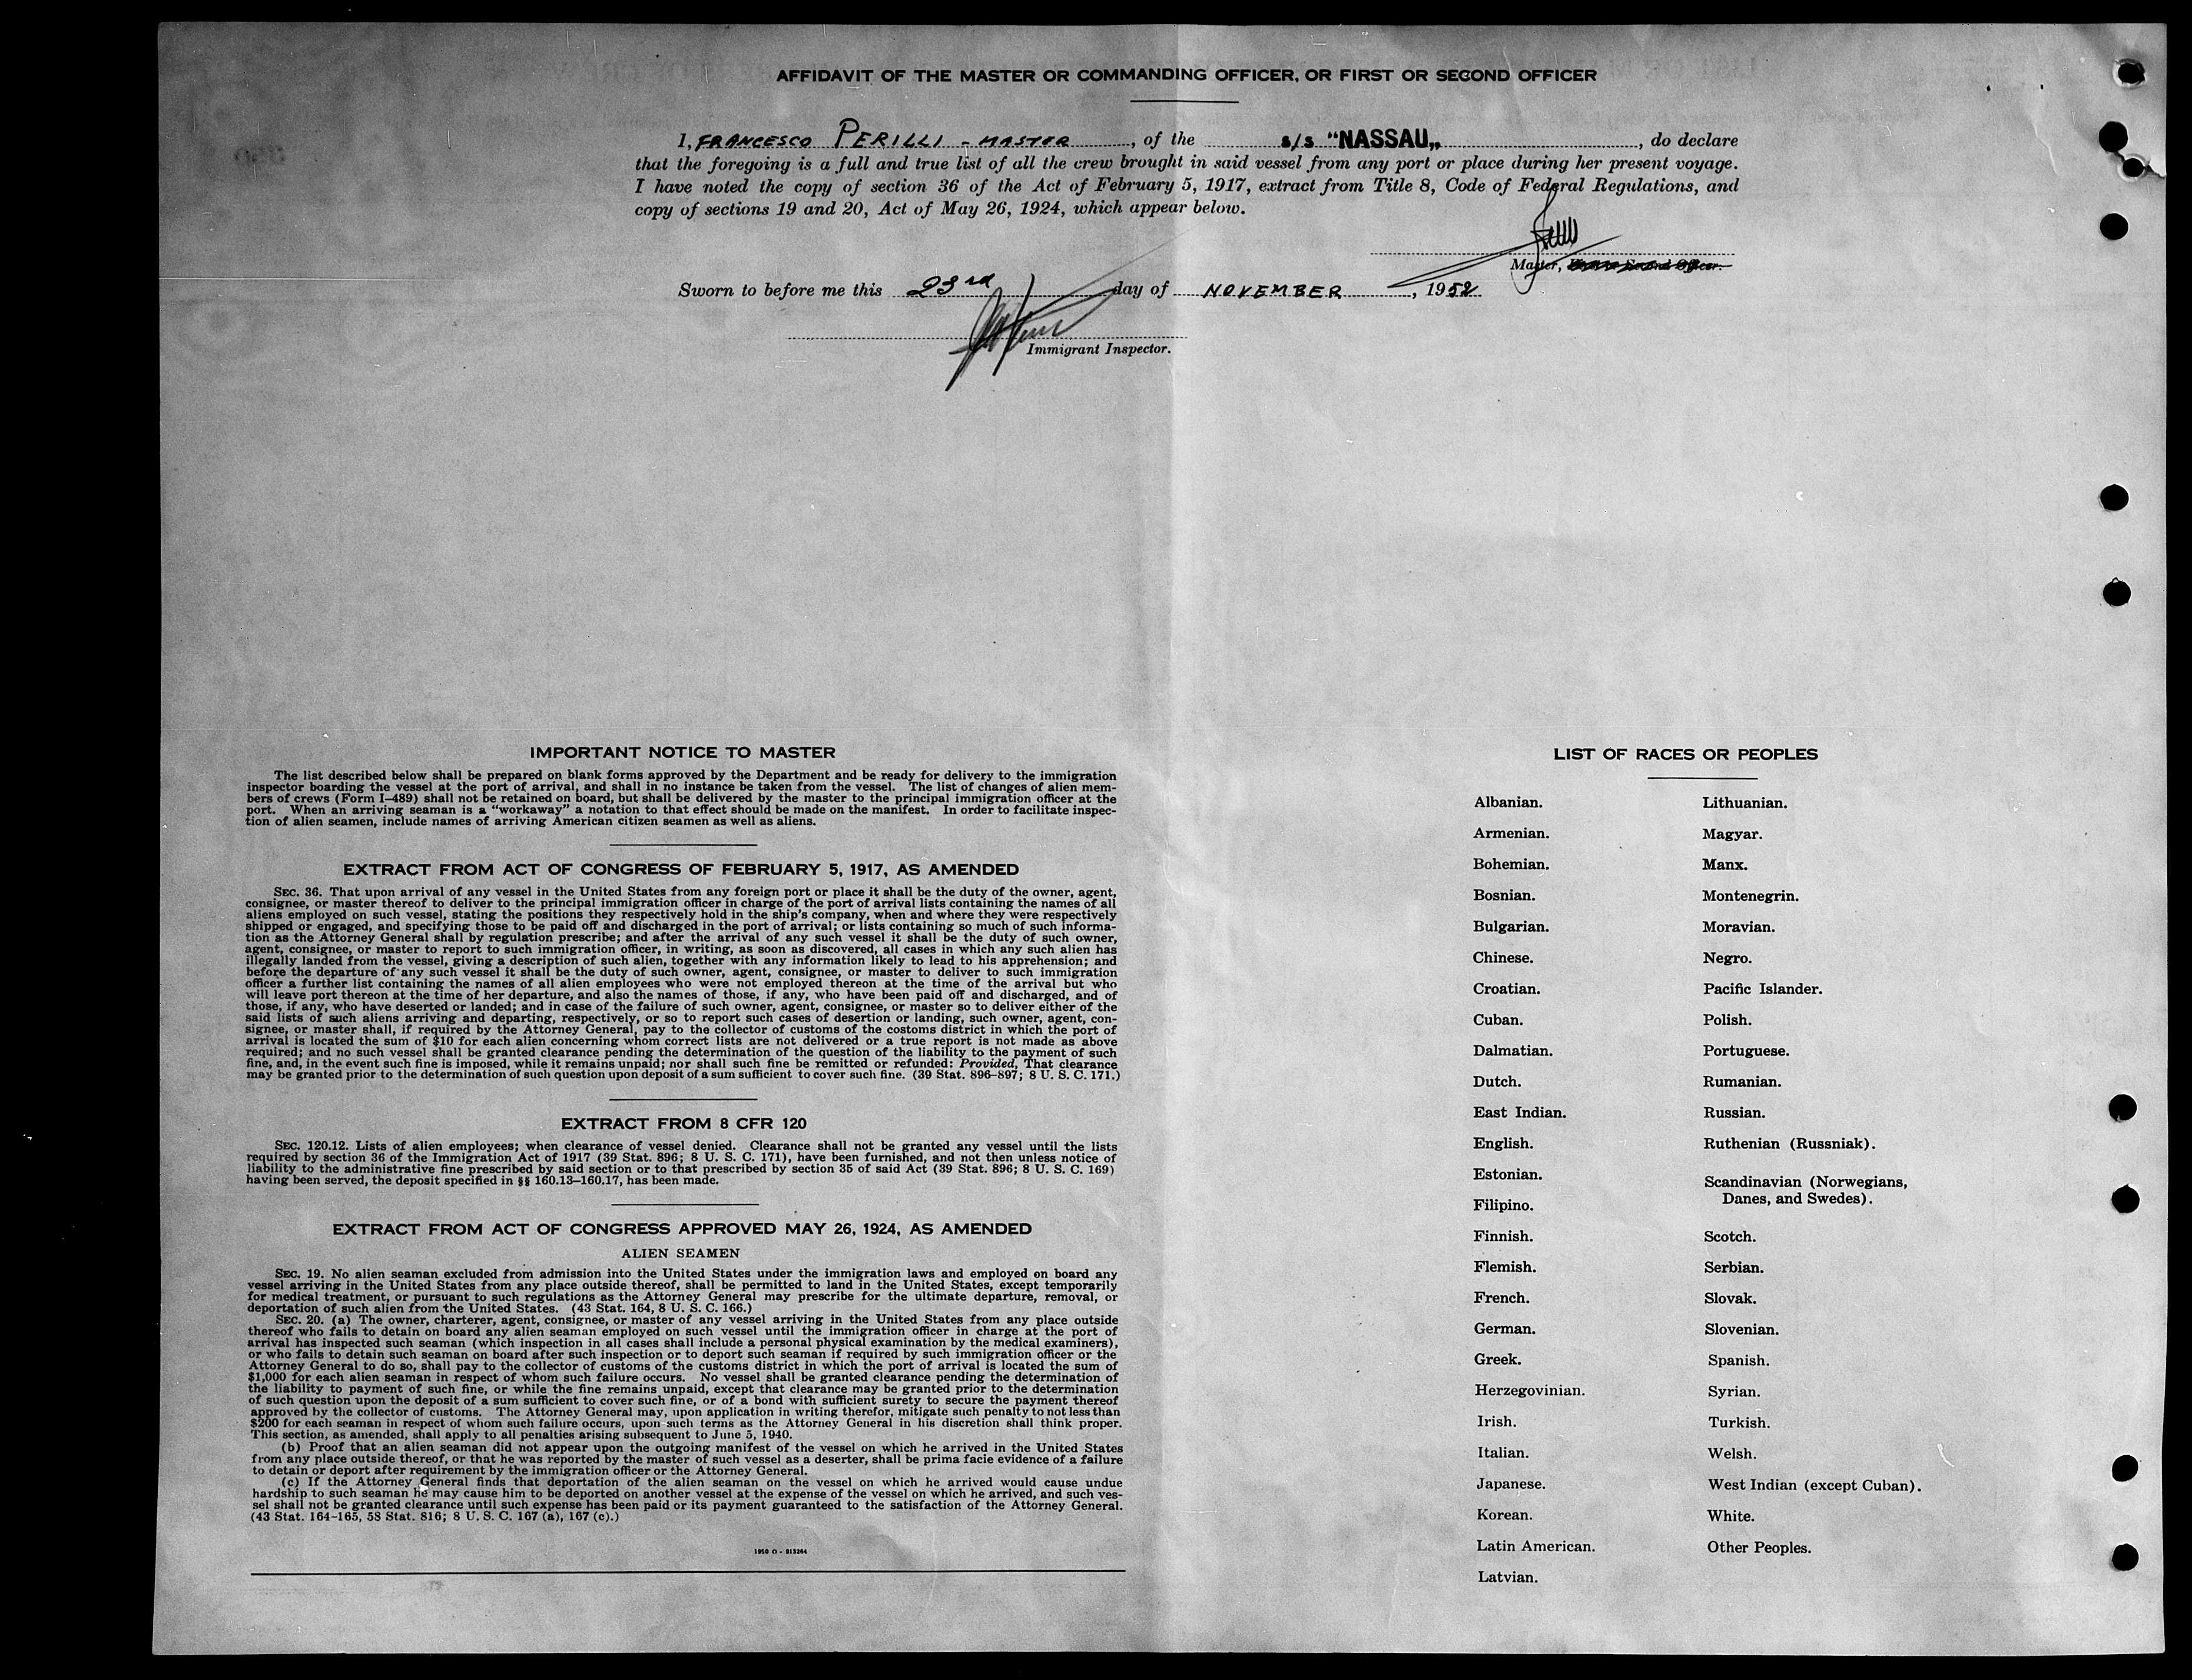 AFFIDAVIT OF THE MASTER OR COMMANDING OFFICER, OR FIRST OR SECOND OFFICER
I, FRANCESCO PERILLI - MASTER, of the s/s "NASSAU„, do declare
that the foregoing is a full and true list of all the crew brought in said vessel from any port or place during her present voyage.
I have noted the copy of section 36 of the Act of February 5, 1917, extract from Title 8, Code of Federal Regulations, and
copy of sections 19 and 20, Act of May 26, 1924, which appear below.
Master,
Sworn to before me this 23rd day of NOVEMBER, 1952
Immigrant Inspector.
IMPORTANT NOTICE TO MASTER
The list described below shall be prepared on blank forms approved by the Department and be ready for delivery to the immigration
inspector boarding the vessel at the port of arrival, and shall in no instance be taken from the vessel. The list of changes of alien mem-
bers of crews (Form I-489) shall not be retained on board, but shall be delivered by the master to the principal immigration officer at the
port. When an arriving seaman is a "workaway" a notation to that effect should be made on the manifest. In order to facilitate inspec-
tion of alien seamen, include names of arriving American citizen seamen as well as aliens.
EXTRACT FROM ACT OF CONGRESS OF FEBRUARY 5, 1917, AS AMENDED
SEC. 36. That upon arrival of any vessel in the United States from any foreign port or place it shall be the duty of the owner, agent,
consignee, or master thereof to deliver to the principal immigration officer in charge of the port of arrival lists containing the names of all
aliens employed on such vessel, stating the positions they respectively hold in the ship's company, when and where they were respectively
shipped or engaged, and specifying those to be paid off and discharged in the port of arrival; or lists containing so much of such informa-
tion as the Attorney General shall by regulation prescribe; and after the arrival of any such vessel it shall be the duty of such owner,
agent, consignee, or master to report to such immigration officer, in writing, as soon as discovered, all cases in which any such alien has
illegally landed from the vessel, giving a description of such alien, together with any information likely to lead to his apprehension; and
before the departure of any such vessel it shall be the duty of such owner, agent, consignee, or master to deliver to such immigration
officer a further list containing the names of all alien employees who were not employed thereon at the time of the arrival but who
will leave port thereon at the time of her departure, and also the names of those, if any, who have been paid off and discharged, and of
those, if any, who have deserted or landed; and in case of the failure of such owner, agent, consignee, or master so to deliver either of the
said lists of such aliens arriving and departing, respectively, or so to report such cases of desertion or landing, such owner, agent, con-
signee, or master shall, if required by the Attorney General, pay to the collector of customs of the customs district in which the port of
arrival is located the sum of $10 for each alien concerning whom correct lists are not delivered or a true report is not made as above
required; and no such vessel shall be granted clearance pending the determination of the question of the liability to the payment of such
fine, and, in the event such fine is imposed, while it remains unpaid; nor shall such fine be remitted or refunded: Provided, That clearance
may be granted prior to the determination of such question upon deposit of a sum sufficient to cover such fine. (39 Stat. 896-897; 8 U. S. C. 171.)
EXTRACT FROM 8 CFR 120
SEC. 120.12. Lists of alien employees; when clearance of vessel denied. Clearance shall not be granted any vessel until the lists
required by section 36 of the Immigration Act of 1917 (39 Stat. 896; 8 U. S. C. 171), have been furnished, and not then unless notice of
liability to the administrative fine prescribed by said section or to that prescribed by section 35 of said Act (39 Stat. 896; 8 U. S. C. 169)
having been served, the deposit specified in §§ 160.13-160.17, has been made.
EXTRACT FROM ACT OF CONGRESS APPROVED MAY 26, 1924, AS AMENDED
ALIEN SEAMEN
SEC. 19. No alien seaman excluded from admission into the United States under the immigration laws and employed on board any
vessel arriving in the United States from any place outside thereof, shall be permitted to land in the United States, except temporarily
for medical treatment, or pursuant to such regulations as the Attorney General may prescribe for the ultimate departure, removal, or
deportation of such alien from the United States. (43 Stat. 164, 8 U. S. C. 166.)
SEC. 20. (a) The owner, charterer, agent, consignee, or master of any vessel arriving in the United States from any place outside
thereof who fails to detain on board any alien seaman employed on such vessel until the immigration officer in charge at the port of
arrival has inspected such seaman (which inspection in all cases shall include a personal physical examination by the medical examiners),
or who fails to detain such seaman on board after such inspection or to deport such seaman if required by such immigration officer or the
Attorney General to do so, shall pay to the collector of customs of the customs district in which the port of arrival is located the sum of
$1,000 for each alien seaman in respect of whom such failure occurs. No vessel shall be granted clearance pending the determination of
the liability to payment of such fine, or while the fine remains unpaid, except that clearance may be granted prior to the determination
of such question upon the deposit of a sum sufficient to cover such fine, or of a bond with sufficient surety to secure the payment thereof
approved by the collector of customs. The Attorney General may, upon application in writing therefor, mitigate such penalty to not less than
$200 for each seaman in respect of whom such failure occurs, upon such terms as the Attorney General in his discretion shall think proper.
This section, as amended, shall apply to all penalties arising subsequent to June 5, 1940.
(b) Proof that an alien seaman did not appear upon the outgoing manifest of the vessel on which he arrived in the United States
from any place outside thereof, or that he was reported by the master of such vessel as a deserter, shall be prima facie evidence of a failure
to detain or deport after requirement by the immigration officer or the Attorney General.
(c) If the Attorney General finds that deportation of the alien seaman on the vessel on which he arrived would cause undue
hardship to such seaman he may cause him to be deported on another vessel at the expense of the vessel on which he arrived, and such ves-
sel shall not be granted clearance until such expense has been paid or its payment guaranteed to the satisfaction of the Attorney General.
(43 Stat. 164-165, 58 Stat. 816; 8 U. S. C. 167 (a), 167 (c).)
1950 O - 913264
LIST OF RACES OR PEOPLES
Albanian.
Armenian.
Bohemian.
Bosnian.
Bulgarian.
Chinese.
Croatian.
Cuban.
Dalmatian.
Dutch.
East Indian.
English.
Estonian.
Filipino.
Finnish.
Flemish.
French.
German.
Greek.
Herzegovinian.
Irish.
Italian.
Japanese.
Korean.
Latin American.
Latvian.
Lithuanian.
Magyar.
Manx.
Montenegrin.
Moravian.
Negro.
Pacific Islander.
Polish.
Portuguese.
Rumanian.
Russian.
Ruthenian (Russniak).
Scandinavian (Norwegians,
Danes, and Swedes).
Scotch.
Serbian.
Slovak.
Slovenian.
Spanish.
Syrian.
Turkish.
Welsh.
West Indian (except Cuban).
White.
Other Peoples.